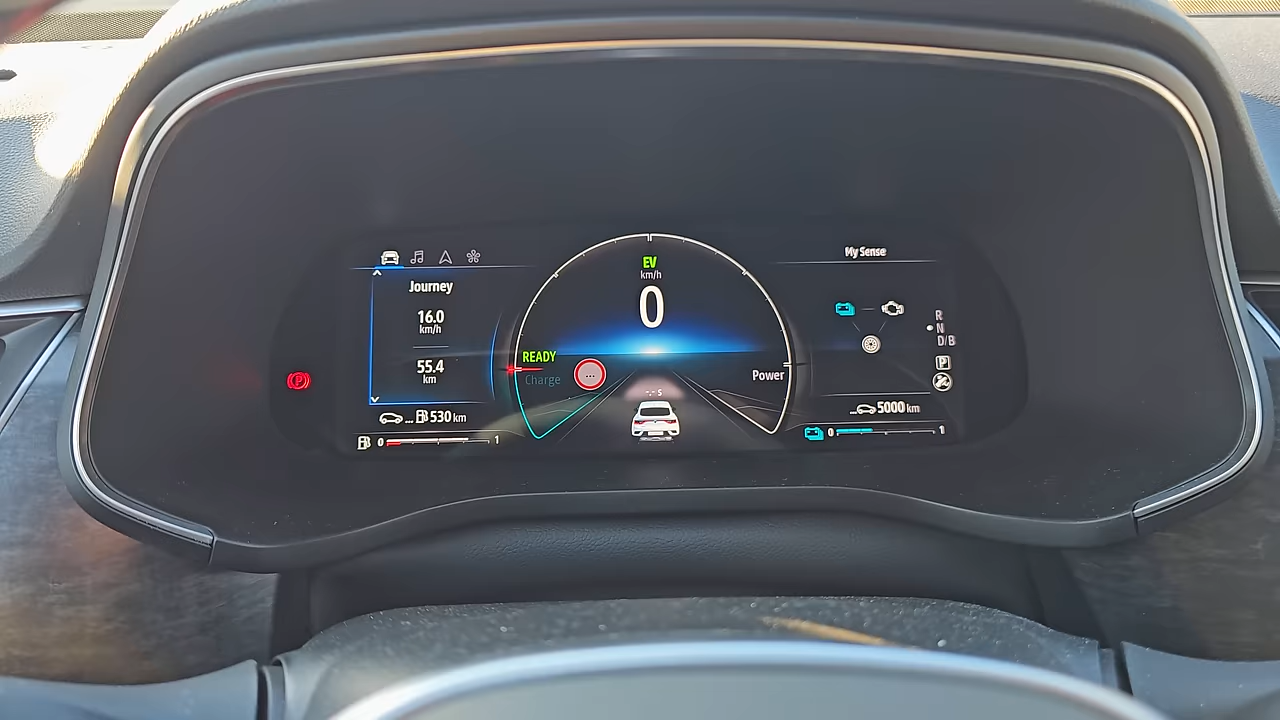 Journey
16.0
km/h
55.4
km
... 530 km
0 1
EV
km/h
0
READY
Charge
Power
...
-.- S
My Sense
R
N
D/B
P
... 5000 km
0 1
P